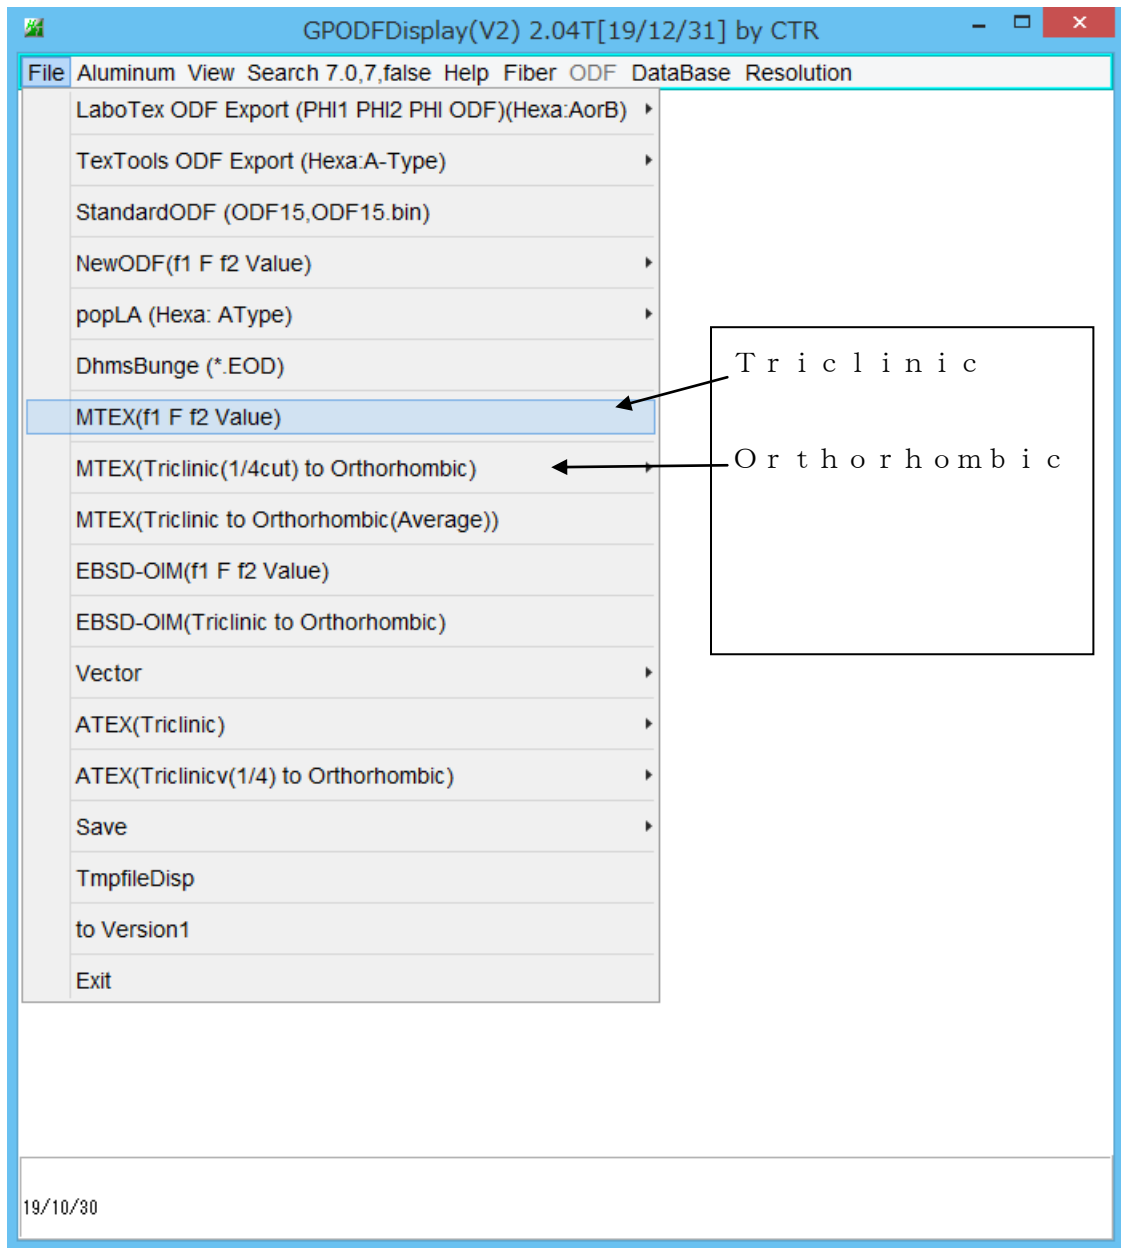 GPODFDisplay(V2) 2.04T[19/12/31] by CTR
File Aluminum View Search 7.0,7,false Help Fiber ODF DataBase Resolution
LaboTex ODF Export (PHI1 PHI2 PHI ODF)(Hexa:AorB)
TexTools ODF Export (Hexa:A-Type)
StandardODF (ODF15,ODF15.bin)
NewODF(f1 F f2 Value)
popLA (Hexa: AType)
DhmsBunge (*.EOD)
MTEX(f1 F f2 Value)
MTEX(Triclinic(1/4cut) to Orthorhombic)
MTEX(Triclinic to Orthorhombic(Average))
EBSD-OIM(f1 F f2 Value)
EBSD-OIM(Triclinic to Orthorhombic)
Vector
ATEX(Triclinic)
ATEX(Triclinicv(1/4) to Orthorhombic)
Save
TmpfileDisp
to Version1
Exit
Ｔｒｉｃｌｉｎｉｃ
Ｏｒｔｈｏｒｈｏｍｂｉｃ
19/10/30